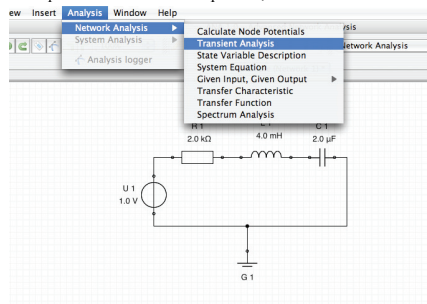 ew Insert Analysis Window Help
Network Analysis
System Analysis
Analysis logger
Calculate Node Potentials
Transient Analysis
State Variable Description
System Equation
Given Input, Given Output
Transfer Characteristic
Transfer Function
Spectrum Analysis
ysis
Network Analysis
R 1
2.0 kΩ
4.0 mH
C 1
2.0 µF
U 1
1.0 V
G 1